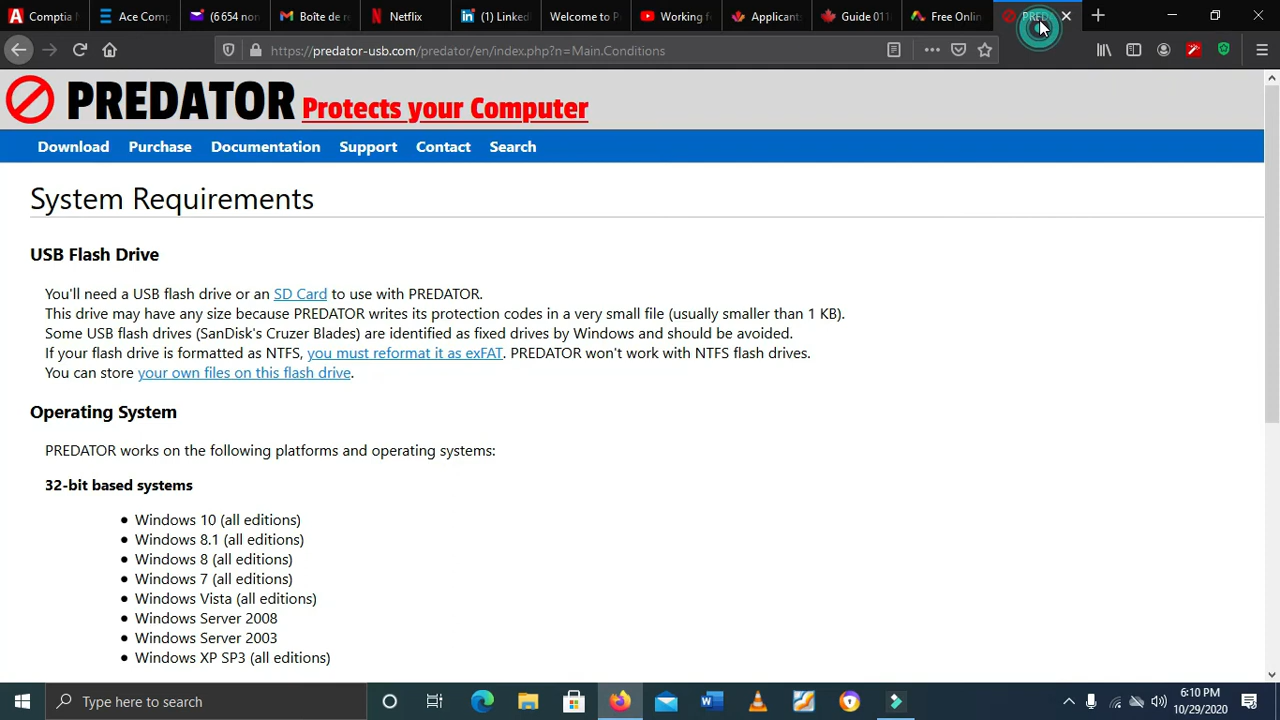 Comptia
Ace Comp
(6 654 non
Boîte de r
Netflix
(1) Linked
Welcome to P
Working f
Applicant
Guide 011
Free Onlin
PRED
https://predator-usb.com/predator/en/index.php?n=Main.Conditions
PREDATOR Protects your Computer
Download Purchase Documentation Support Contact Search
System Requirements
USB Flash Drive
You'll need a USB flash drive or an SD Card to use with PREDATOR.
This drive may have any size because PREDATOR writes its protection codes in a very small file (usually smaller than 1 KB).
Some USB flash drives (SanDisk's Cruzer Blades) are identified as fixed drives by Windows and should be avoided.
If your flash drive is formatted as NTFS, you must reformat it as exFAT. PREDATOR won't work with NTFS flash drives.
You can store your own files on this flash drive.
Operating System
PREDATOR works on the following platforms and operating systems:
32-bit based systems
Windows 10 (all editions)
Windows 8.1 (all editions)
Windows 8 (all editions)
Windows 7 (all editions)
Windows Vista (all editions)
Windows Server 2008
Windows Server 2003
Windows XP SP3 (all editions)
Type here to search
6:10 PM
10/29/2020